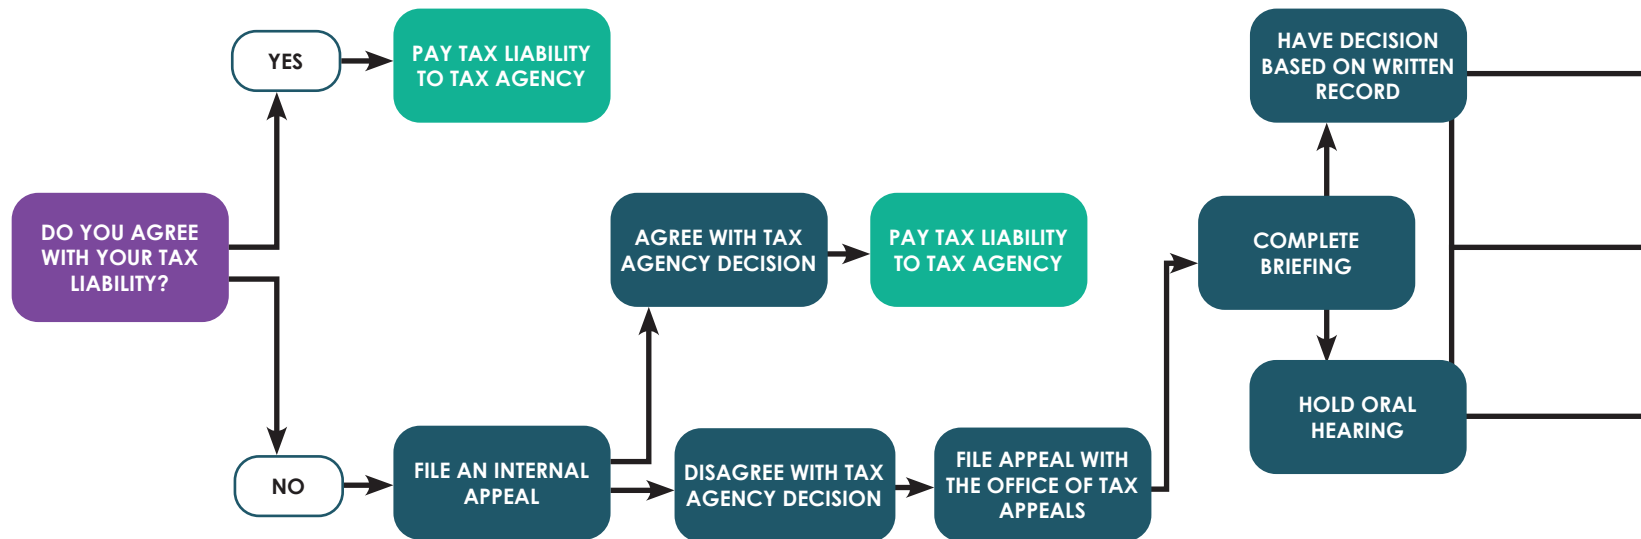 DO YOU AGREE
WITH YOUR TAX
LIABILITY?
YES
PAY TAX LIABILITY
TO TAX AGENCY
NO
FILE AN INTERNAL
APPEAL
AGREE WITH TAX
AGENCY DECISION
PAY TAX LIABILITY
TO TAX AGENCY
DISAGREE WITH TAX
AGENCY DECISION
FILE APPEAL WITH
THE OFFICE OF TAX
APPEALS
COMPLETE
BRIEFING
HAVE DECISION
BASED ON WRITTEN
RECORD
HOLD ORAL
HEARING